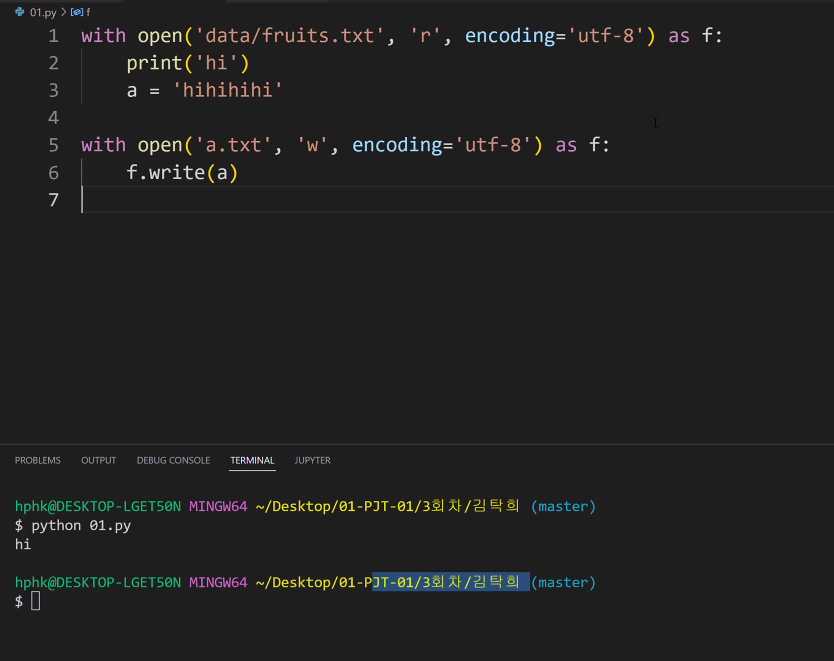 01.py > f
1 with open('data/fruits.txt', 'r', encoding='utf-8') as f:
2     print('hi')
3     a = 'hihihihi'
4
5 with open('a.txt', 'w', encoding='utf-8') as f:
6     f.write(a)
7
PROBLEMS OUTPUT DEBUG CONSOLE TERMINAL JUPYTER
hphk@DESKTOP-LGET50N MINGW64 ~/Desktop/01-PJT-01/3회차/김탁희 (master)
$ python 01.py
hi
hphk@DESKTOP-LGET50N MINGW64 ~/Desktop/01-PJT-01/3회차/김탁희 (master)
$